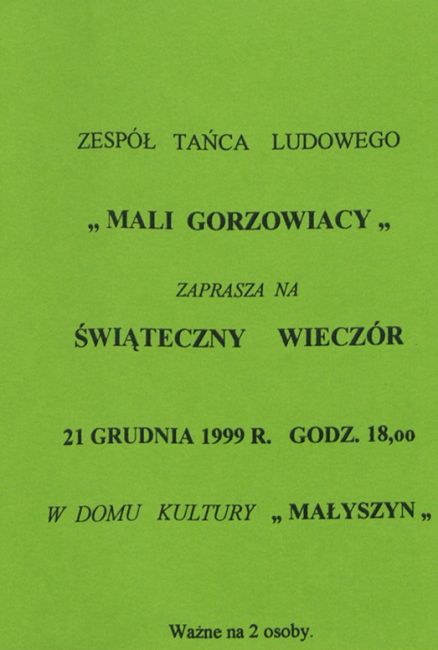 ZESPÓŁ TAŃCA LUDOWEGO
„ MALI GORZOWIACY „
ZAPRASZA NA
ŚWIĄTECZNY WIECZÓR
21 GRUDNIA 1999 R. GODZ. 18,oo
W DOMU KULTURY „ MAŁYSZYN „
Ważne na 2 osoby.